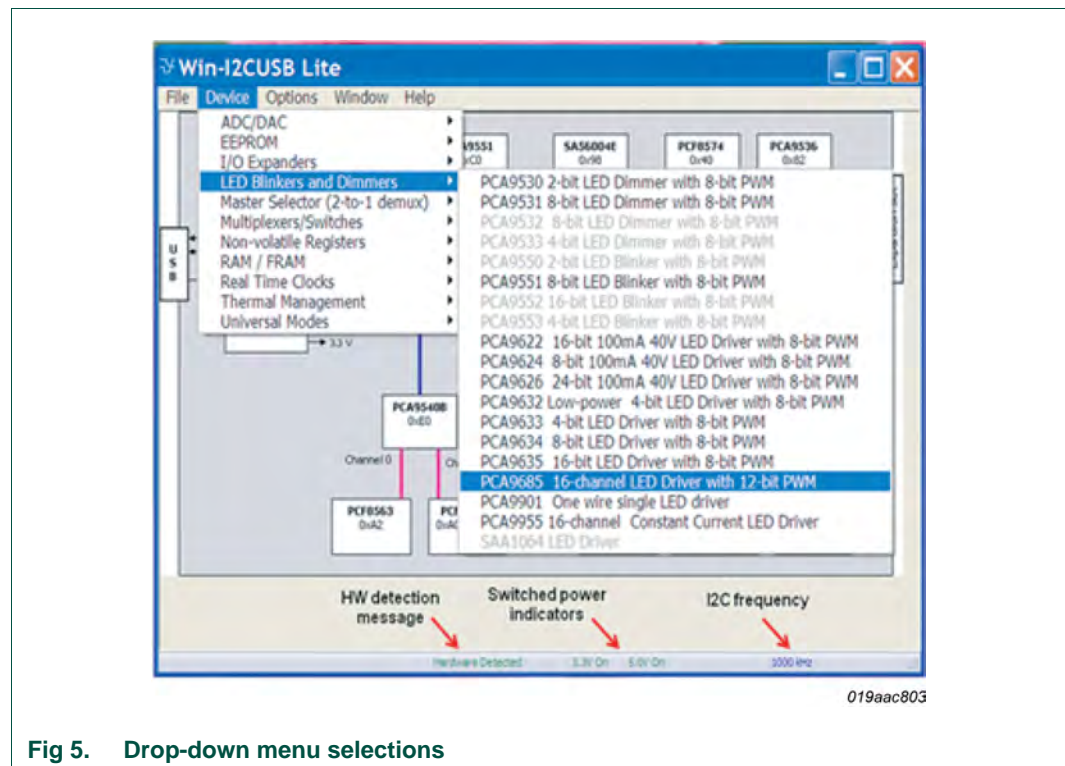 Win-I2CUSB Lite
File Device Options Window Help
ADC/DAC
EEPROM
I/O Expanders
LED Blinkers and Dimmers
Master Selector (2-to-1 demux)
Multiplexers/Switches
Non-volatile Registers
RAM / FRAM
Real Time Clocks
Thermal Management
Universal Modes
SA56004E
0x98
PCF8574
0x40
PCA9536
0x82
PCA9530 2-bit LED Dimmer with 8-bit PWM
PCA9531 8-bit LED Dimmer with 8-bit PWM
PCA9532 8-bit LED Dimmer with 8-bit PWM
PCA9533 4-bit LED Dimmer with 8-bit PWM
PCA9550 2-bit LED Blinker with 8-bit PWM
PCA9551 8-bit LED Blinker with 8-bit PWM
PCA9552 16-bit LED Blinker with 8-bit PWM
PCA9553 4-bit LED Blinker with 8-bit PWM
PCA9622 16-bit 100mA 40V LED Driver with 8-bit PWM
PCA9624 8-bit 100mA 40V LED Driver with 8-bit PWM
PCA9626 24-bit 100mA 40V LED Driver with 8-bit PWM
PCA9632 Low-power 4-bit LED Driver with 8-bit PWM
PCA9633 4-bit LED Driver with 8-bit PWM
PCA9634 8-bit LED Driver with 8-bit PWM
PCA9635 16-bit LED Driver with 8-bit PWM
PCA9685 16-channel LED Driver with 12-bit PWM
PCA9901 One wire single LED driver
PCA9955 16-channel Constant Current LED Driver
SAA1064 LED Driver
USB
3.3 V
PCA9540B
0xE0
Channel 0
PCF8563
0xA2
HW detection
message
Switched power
indicators
I2C frequency
Hardware Detected 3.3V On 5.0V On 1000 kHz
019aac803
Fig 5. Drop-down menu selections